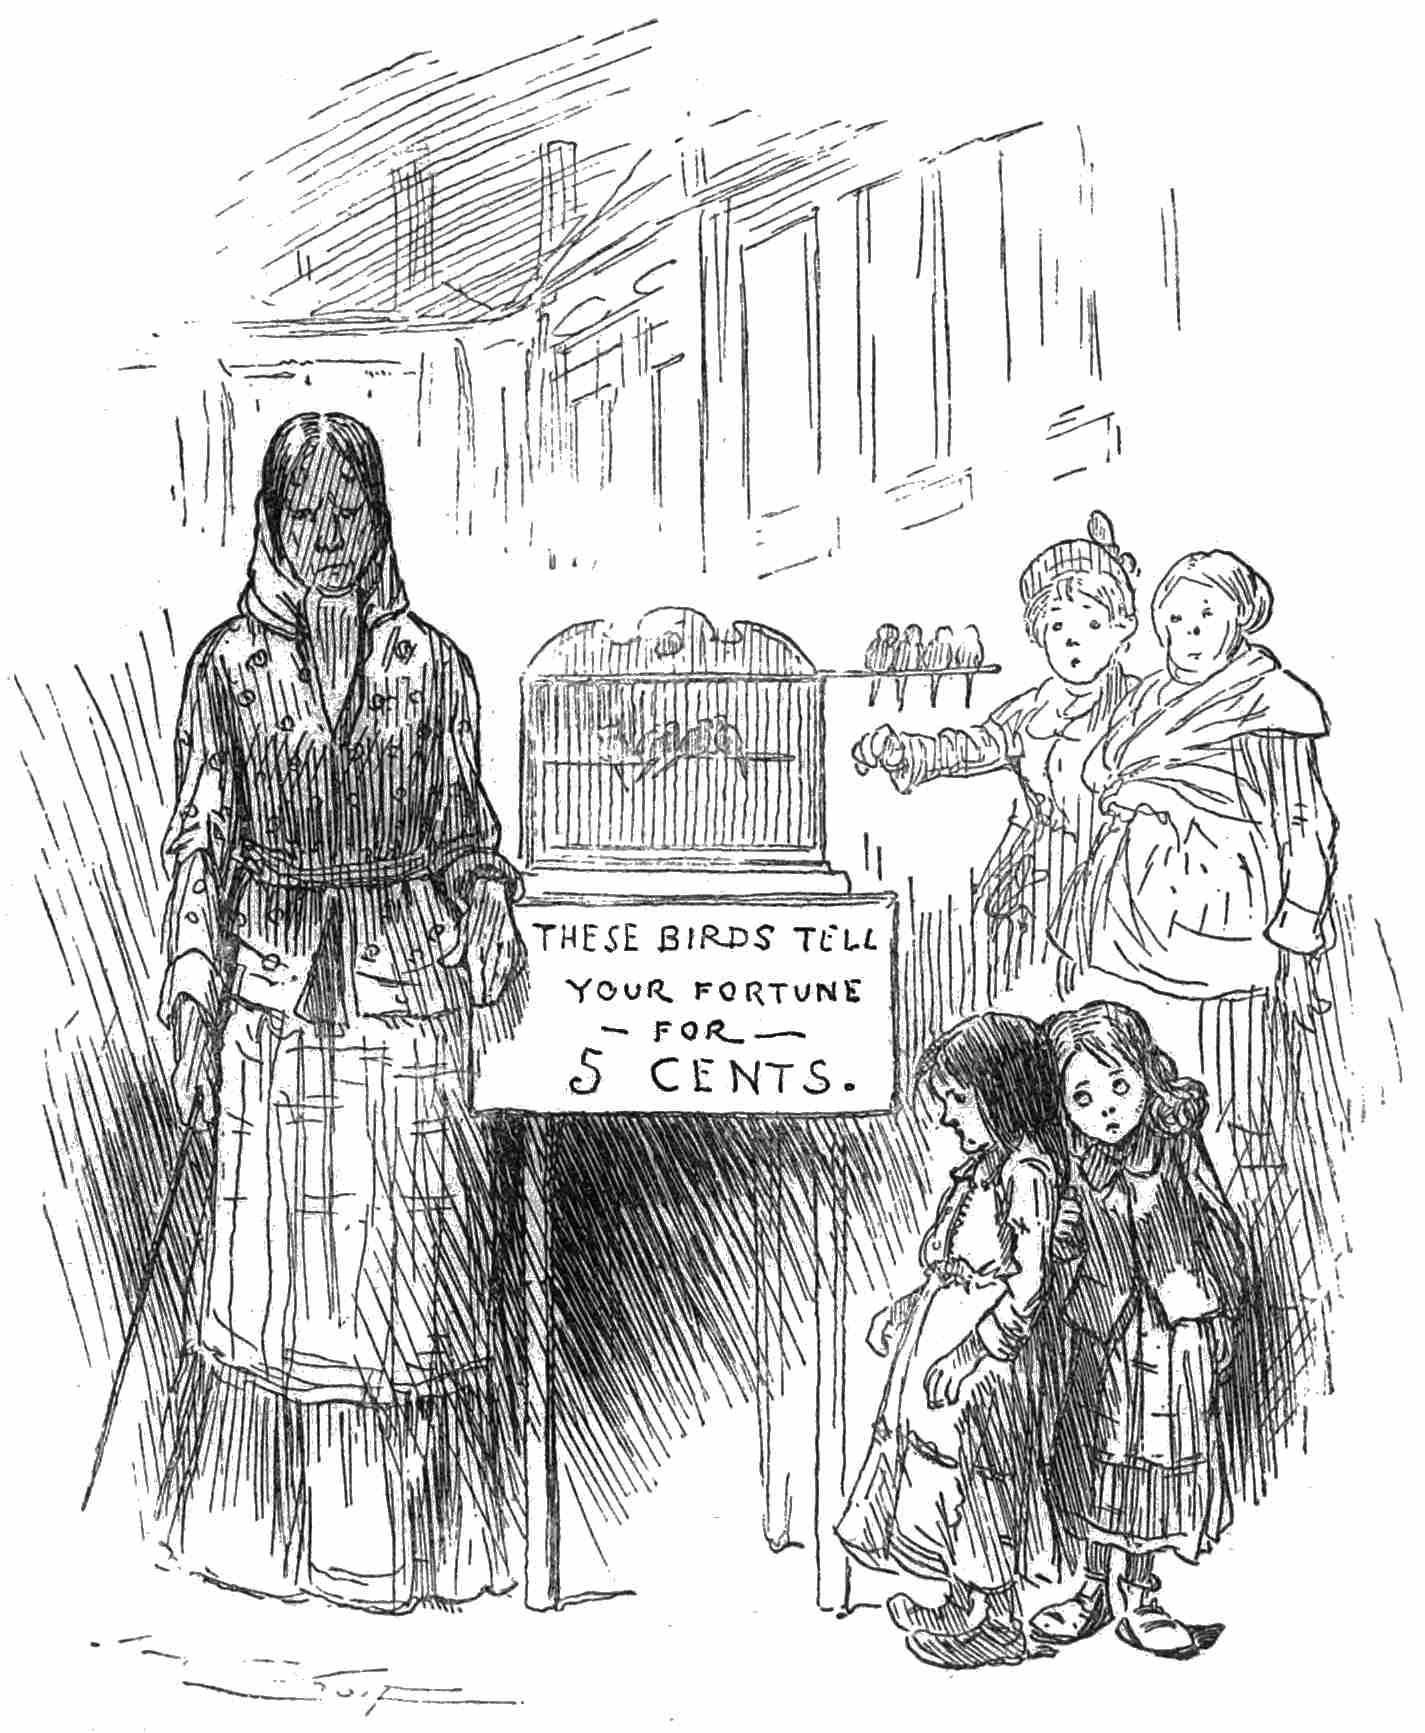 THESE BIRDS TELL
YOUR FORTUNE
— FOR —
5 CENTS.